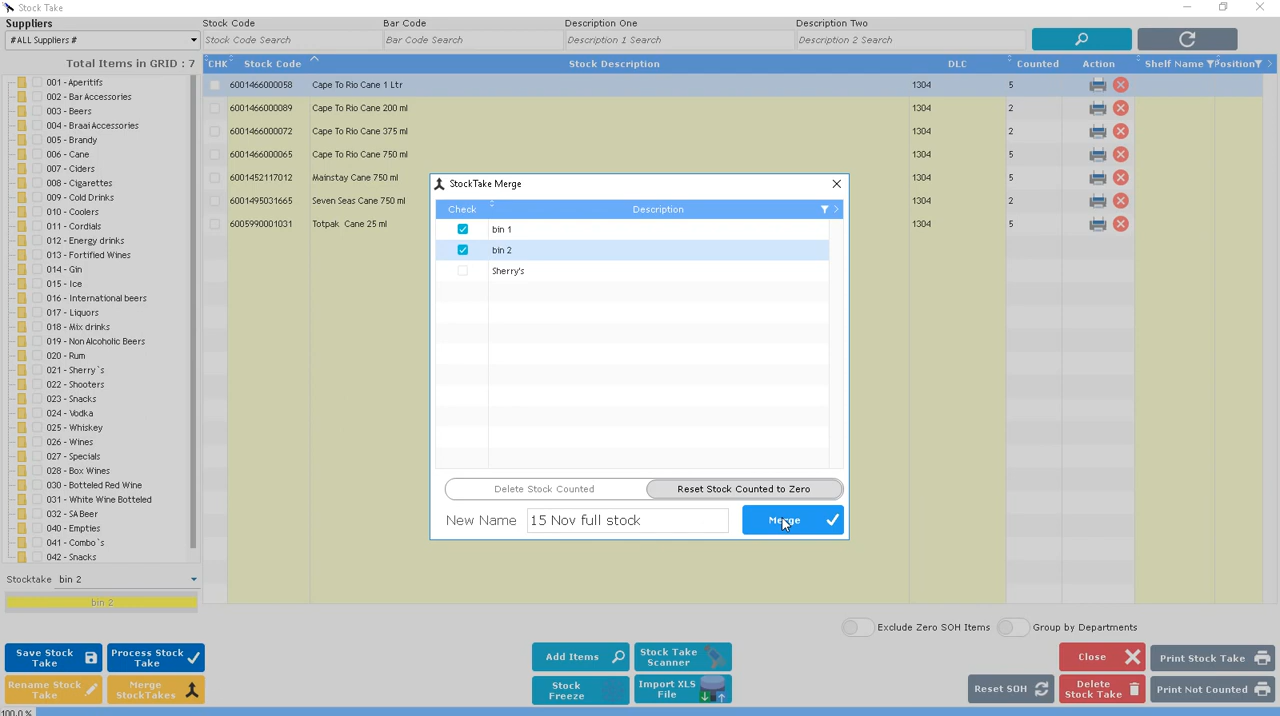 Stock Take
Suppliers
#ALL Suppliers #
Stock Code
Stock Code Search
Bar Code
Bar Code Search
Description One
Description 1 Search
Description Two
Description 2 Search
Total Items in GRID : 7
001 - Aperitifs
002 - Bar Accessories
003 - Beers
004 - Braai Accessories
005 - Brandy
006 - Cane
007 - Ciders
008 - Cigarettes
009 - Cold Drinks
010 - Coolers
011 - Cordials
012 - Energy drinks
013 - Fortified Wines
014 - Gin
015 - Ice
016 - International beers
017 - Liquors
018 - Mix drinks
019 - Non Alcoholic Beers
020 - Rum
021 - Sherry`s
022 - Shooters
023 - Snacks
024 - Vodka
025 - Whiskey
026 - Wines
027 - Specials
028 - Box Wines
030 - Botteled Red Wine
031 - White Wine Botteled
032 - SA Beer
040 - Empties
041 - Combo`s
042 - Snacks
CHK Stock Code Stock Description DLC Counted Action Shelf Name Position
6001466000058 Cape To Rio Cane 1 Ltr 1304 5
6001466000089 Cape To Rio Cane 200 ml 1304 2
6001466000072 Cape To Rio Cane 375 ml 1304 2
6001466000065 Cape To Rio Cane 750 ml 1304 5
6001452117012 Mainstay Cane 750 ml 1304 5
6001495031665 Seven Seas Cane 750 ml 1304 2
6005990001031 Totpak Cane 25 ml 1304 5
StockTake Merge
Check Description
bin 1
bin 2
Sherry's
Delete Stock Counted
Reset Stock Counted to Zero
New Name 15 Nov full stock
Merge
Stocktake bin 2
bin 2
Exclude Zero SOH Items
Group by Departments
Save Stock
Take
Process Stock
Take
Rename Stock
Take
Merge
StockTakes
Add Items
Stock Take
Scanner
Stock
Freeze
Import XLS
File
Close
Print Stock Take
Reset SOH
Delete
Stock Take
Print Not Counted
100.0 %